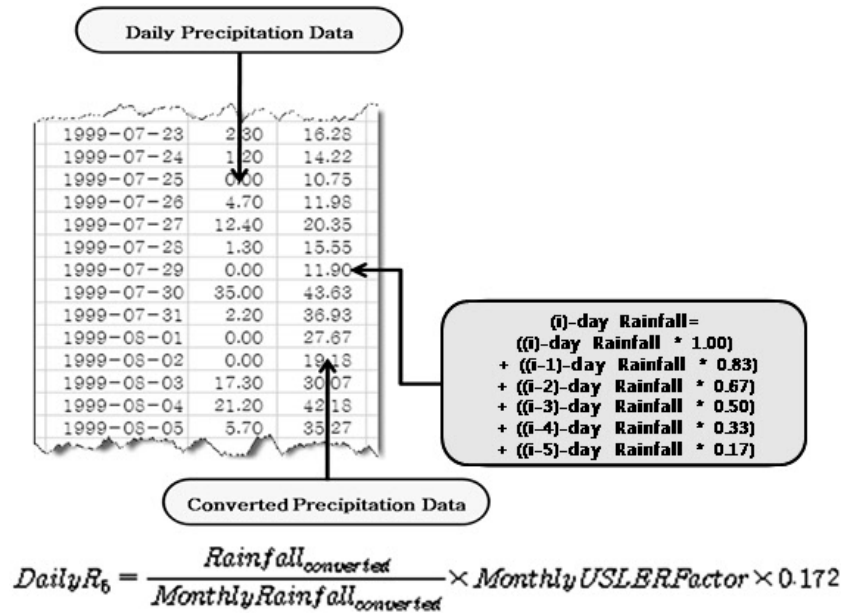 Daily Precipitation Data
1999-07-23 2.30 16.28
1999-07-24 1.20 14.22
1999-07-25 0.00 10.75
1999-07-26 4.70 11.98
1999-07-27 12.40 20.35
1999-07-28 1.30 15.55
1999-07-29 0.00 11.90
1999-07-30 35.00 43.63
1999-07-31 2.20 36.93
1999-08-01 0.00 27.67
1999-08-02 0.00 19.18
1999-08-03 17.30 30.07
1999-08-04 21.20 42.18
1999-08-05 5.70 35.27
(i)-day Rainfall=
((i)-day Rainfall * 1.00)
+ ((i-1)-day Rainfall * 0.83)
+ ((i-2)-day Rainfall * 0.67)
+ ((i-3)-day Rainfall * 0.50)
+ ((i-4)-day Rainfall * 0.33)
+ ((i-5)-day Rainfall * 0.17)
Converted Precipitation Data
DailyR₅ = Rainfall_converted / MonthlyRainfall_converted × MonthlyUSLERFactor × 0.172